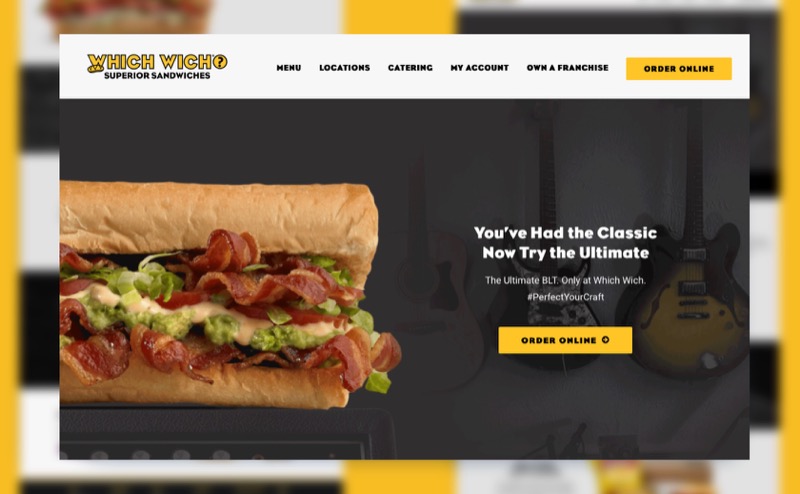 WHICH WICH?
SUPERIOR SANDWICHES
MENU
LOCATIONS
CATERING
MY ACCOUNT
OWN A FRANCHISE
ORDER ONLINE
You've Had the Classic
Now Try the Ultimate
The Ultimate BLT. Only at Which Wich.
#PerfectYourCraft
ORDER ONLINE